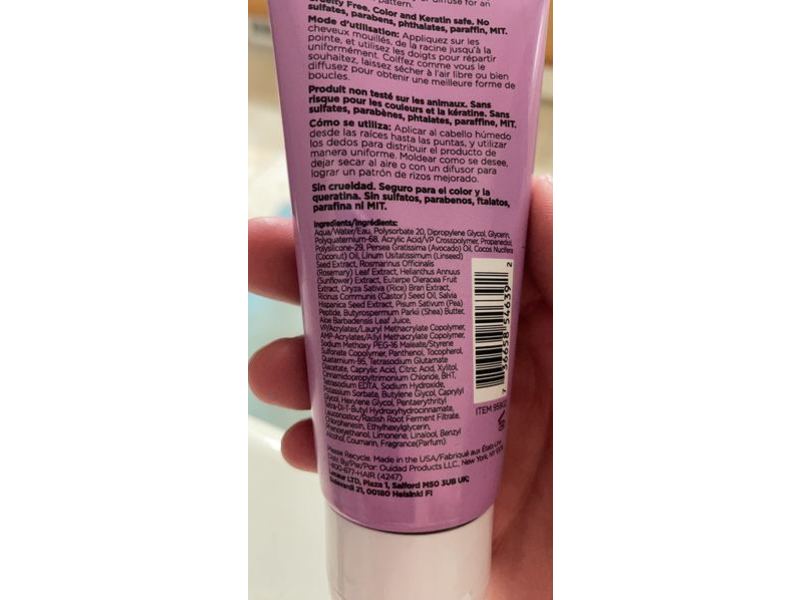 or diffuse for an
pattern.
Cruelty Free. Color and Keratin safe. No
sulfates, parabens, phthalates, paraffin, MIT.
Mode d'utilisation: Appliquez sur les
cheveux mouillés, de la racine jusqu'à la
pointe, et utilisez les doigts pour répartir
uniformément. Coiffez comme vous le
souhaitez, laissez sécher à l'air libre ou bien
diffusez pour obtenir une meilleure forme de
boucles.
Produit non testé sur les animaux. Sans
risque pour les couleurs et la kératine. Sans
sulfates, parabènes, phtalates, paraffine, MIT.
Cómo se utiliza: Aplicar al cabello húmedo
desde las raíces hasta las puntas, y utilizar
los dedos para distribuir el producto de
manera uniforme. Moldear como se desee,
dejar secar al aire o con un difusor para
lograr un patrón de rizos mejorado.
Sin crueldad. Seguro para el color y la
queratina. Sin sulfatos, parabenos, ftalatos,
parafina ni MIT.
Ingredients/Ingrédients:
Aqua/Water/Eau, Polysorbate 20, Dipropylene Glycol, Glycerin,
Polyquaternium-68, Acrylic Acid/VP Crosspolymer, Propanediol,
Polysilicone-29, Persea Gratissima (Avocado) Oil, Cocos Nucifera
(Coconut) Oil, Linum Usitatissimum (Linseed)
Seed Extract, Rosmarinus Officinalis
(Rosemary) Leaf Extract, Helianthus Annuus
(Sunflower) Extract, Euterpe Oleracea Fruit
Extract, Oryza Sativa (Rice) Bran Extract,
Ricinus Communis (Castor) Seed Oil, Salvia
Hispanica Seed Extract, Pisum Sativum (Pea)
Peptide, Butyrospermum Parkii (Shea) Butter,
Aloe Barbadensis Leaf Juice,
VP/Acrylates/Lauryl Methacrylate Copolymer,
AMP-Acrylates/Allyl Methacrylate Copolymer,
Sodium Methoxy PEG-16 Maleate/Styrene
Sulfonate Copolymer, Panthenol, Tocopherol,
Quaternium-95, Tetrasodium Glutamate
Diacetate, Caprylic Acid, Citric Acid, Xylitol,
Cinnamidopropyltrimonium Chloride, BHT,
Tetrasodium EDTA, Sodium Hydroxide,
Potassium Sorbate, Butylene Glycol, Caprylyl
Glycol, Hexylene Glycol, Pentaerythrityl
Tetra-Di-T-Butyl Hydroxyhydrocinnamate,
Leuconostoc/Radish Root Ferment Filtrate,
Chlorphenesin, Ethylhexylglycerin,
Phenoxyethanol, Limonene, Linalool, Benzyl
Alcohol, Coumarin, Fragrance(Parfum)
7 36658 54639 2
ITEM
Please Recycle. Made in the USA/Fabriqué aux États-Unis
Dist. By/Par/Por: Ouidad Products LLC, New York, NY
1-800-677-HAIR (4247)
LTD, Plaza 1, Salford M50 3UB UK;
21, 00180 Helsinki FI